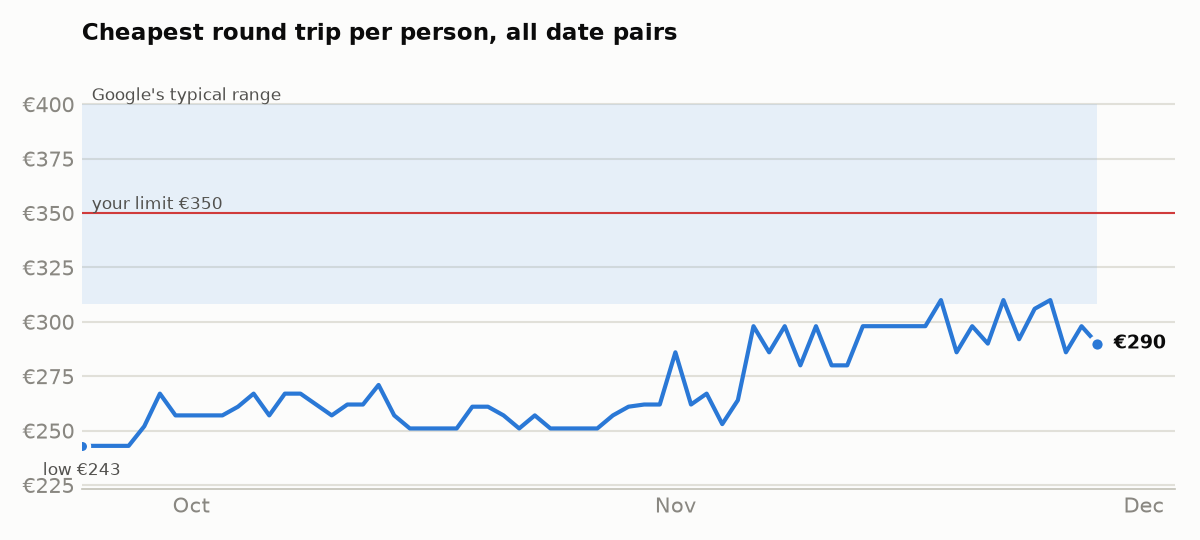 Cheapest round trip per person, all date pairs
Google's typical range
€400
€375
your limit €350
€350
€325
€300
€290
€275
€250
low €243
€225
Oct Nov Dec